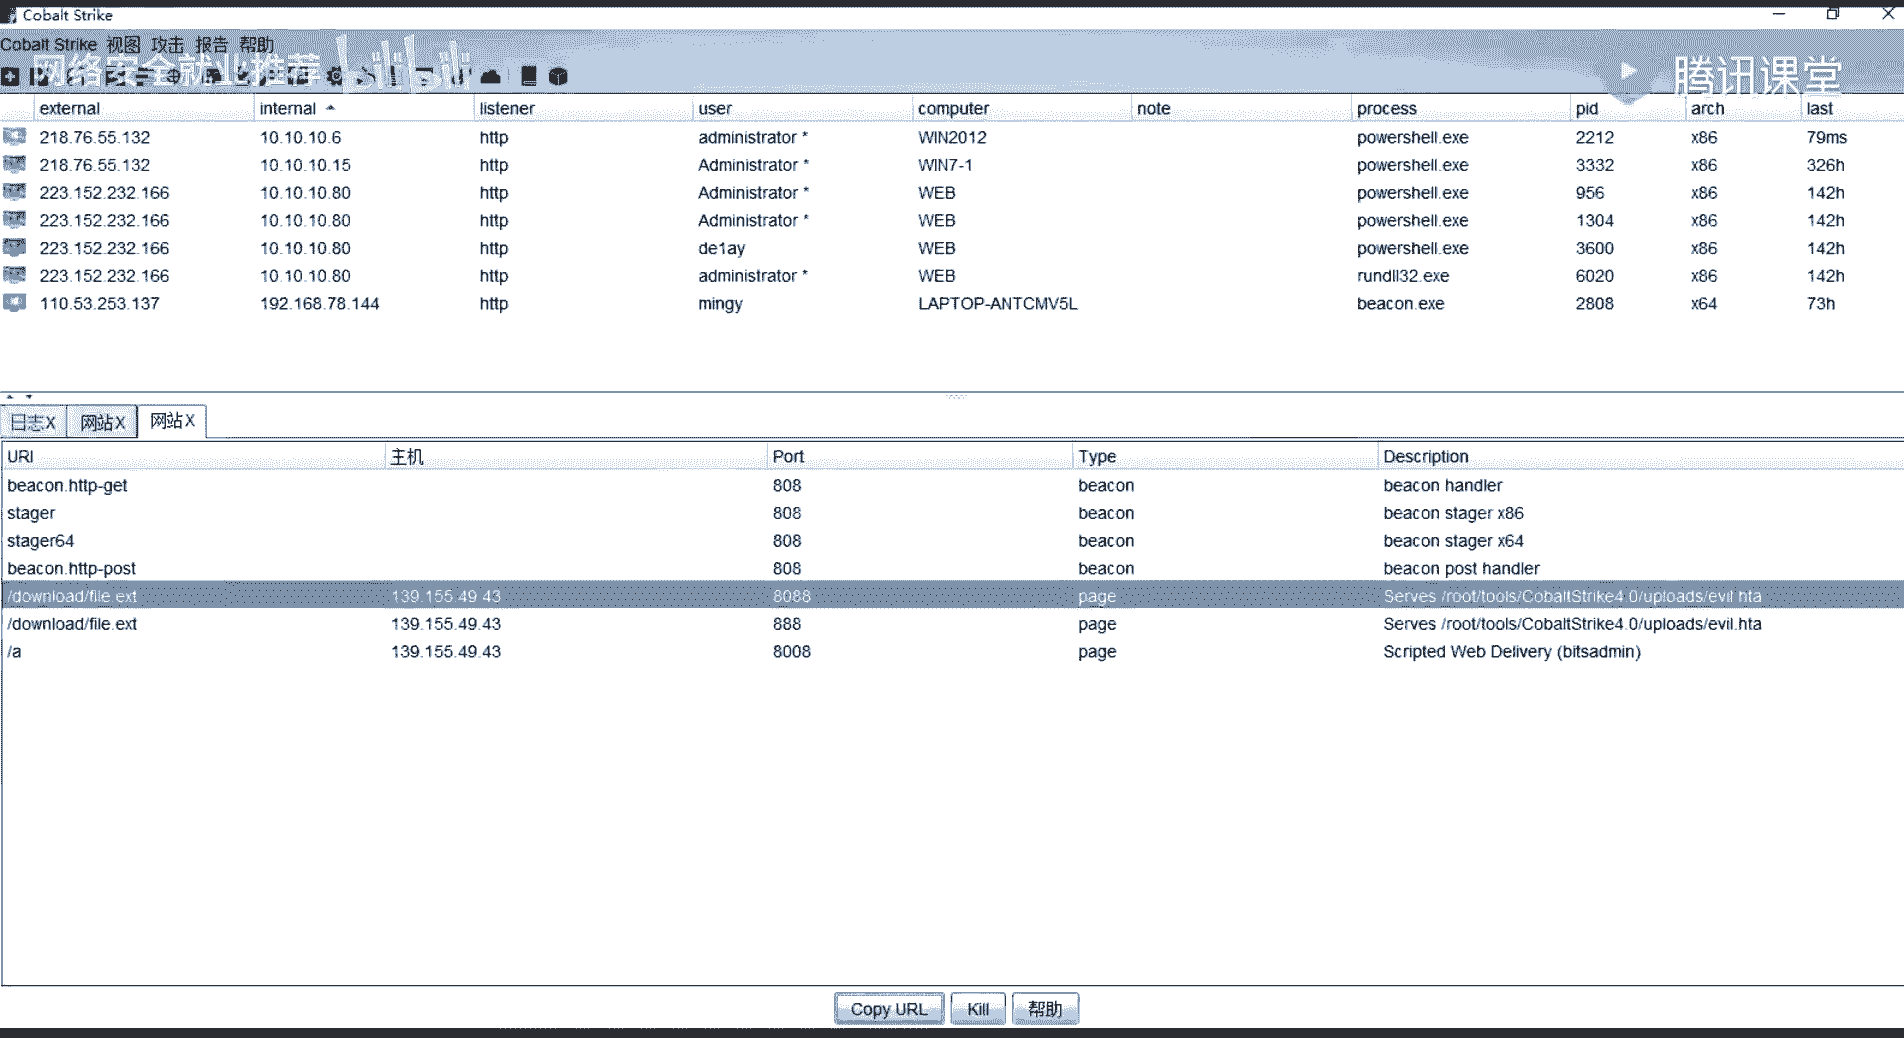 Cobalt Strike
Cobalt Strike 视图 攻击 报告 帮助
网络安全就业推荐 bilibili 腾讯课堂
external internal listener user computer note process pid arch last
218.76.55.132 10.10.10.6 http administrator * WIN2012 powershell.exe 2212 x86 79ms
218.76.55.132 10.10.10.15 http Administrator * WIN7-1 powershell.exe 3332 x86 326h
223.152.232.166 10.10.10.80 http Administrator * WEB powershell.exe 956 x86 142h
223.152.232.166 10.10.10.80 http Administrator * WEB powershell.exe 1304 x86 142h
223.152.232.166 10.10.10.80 http de1ay WEB powershell.exe 3600 x86 142h
223.152.232.166 10.10.10.80 http administrator * WEB rundll32.exe 6020 x86 142h
110.53.253.137 192.168.78.144 http mingy LAPTOP-ANTCMV5L beacon.exe 2808 x64 73h
日志X 网站X 网站X
URI 主机 Port Type Description
beacon.http-get 808 beacon beacon handler
stager 808 beacon beacon stager x86
stager64 808 beacon beacon stager x64
beacon.http-post 808 beacon beacon post handler
/download/file.ext 139.155.49.43 8088 page Serves /root/tools/CobaltStrike4.0/uploads/evil.hta
/download/file.ext 139.155.49.43 888 page Serves /root/tools/CobaltStrike4.0/uploads/evil.hta
/a 139.155.49.43 8008 page Scripted Web Delivery (bitsadmin)
Copy URL Kill 帮助